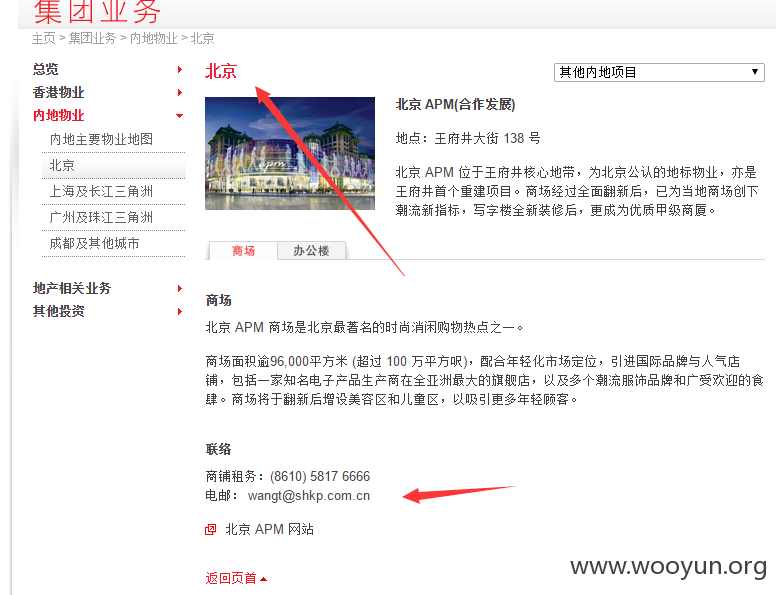 集团业务
主页 > 集团业务 > 内地物业 > 北京
总览
香港物业
内地物业
内地主要物业地图
北京
上海及长江三角洲
广州及珠江三角洲
成都及其他城市
地产相关业务
其他投资
北京
其他内地项目
apm
北京 APM(合作发展)
地点：王府井大街 138 号
北京 APM 位于王府井核心地带，为北京公认的地标物业，亦是
王府井首个重建项目。商场经过全面翻新后，已为当地商场创下
潮流新指标，写字楼全新装修后，更成为优质甲级商厦。
商场 办公楼
商场
北京 APM 商场是北京最著名的时尚消闲购物热点之一。
商场面积逾96,000平方米 (超过 100 万平方呎)，配合年轻化市场定位，引进国际品牌与人气店
铺，包括一家知名电子产品生产商在全亚洲最大的旗舰店，以及多个潮流服饰品牌和广受欢迎的食
肆。商场将于翻新后增设美容区和儿童区，以吸引更多年轻顾客。
联络
商铺租务：(8610) 5817 6666
电邮： wangt@shkp.com.cn
北京 APM 网站
返回页首
www.wooyun.org